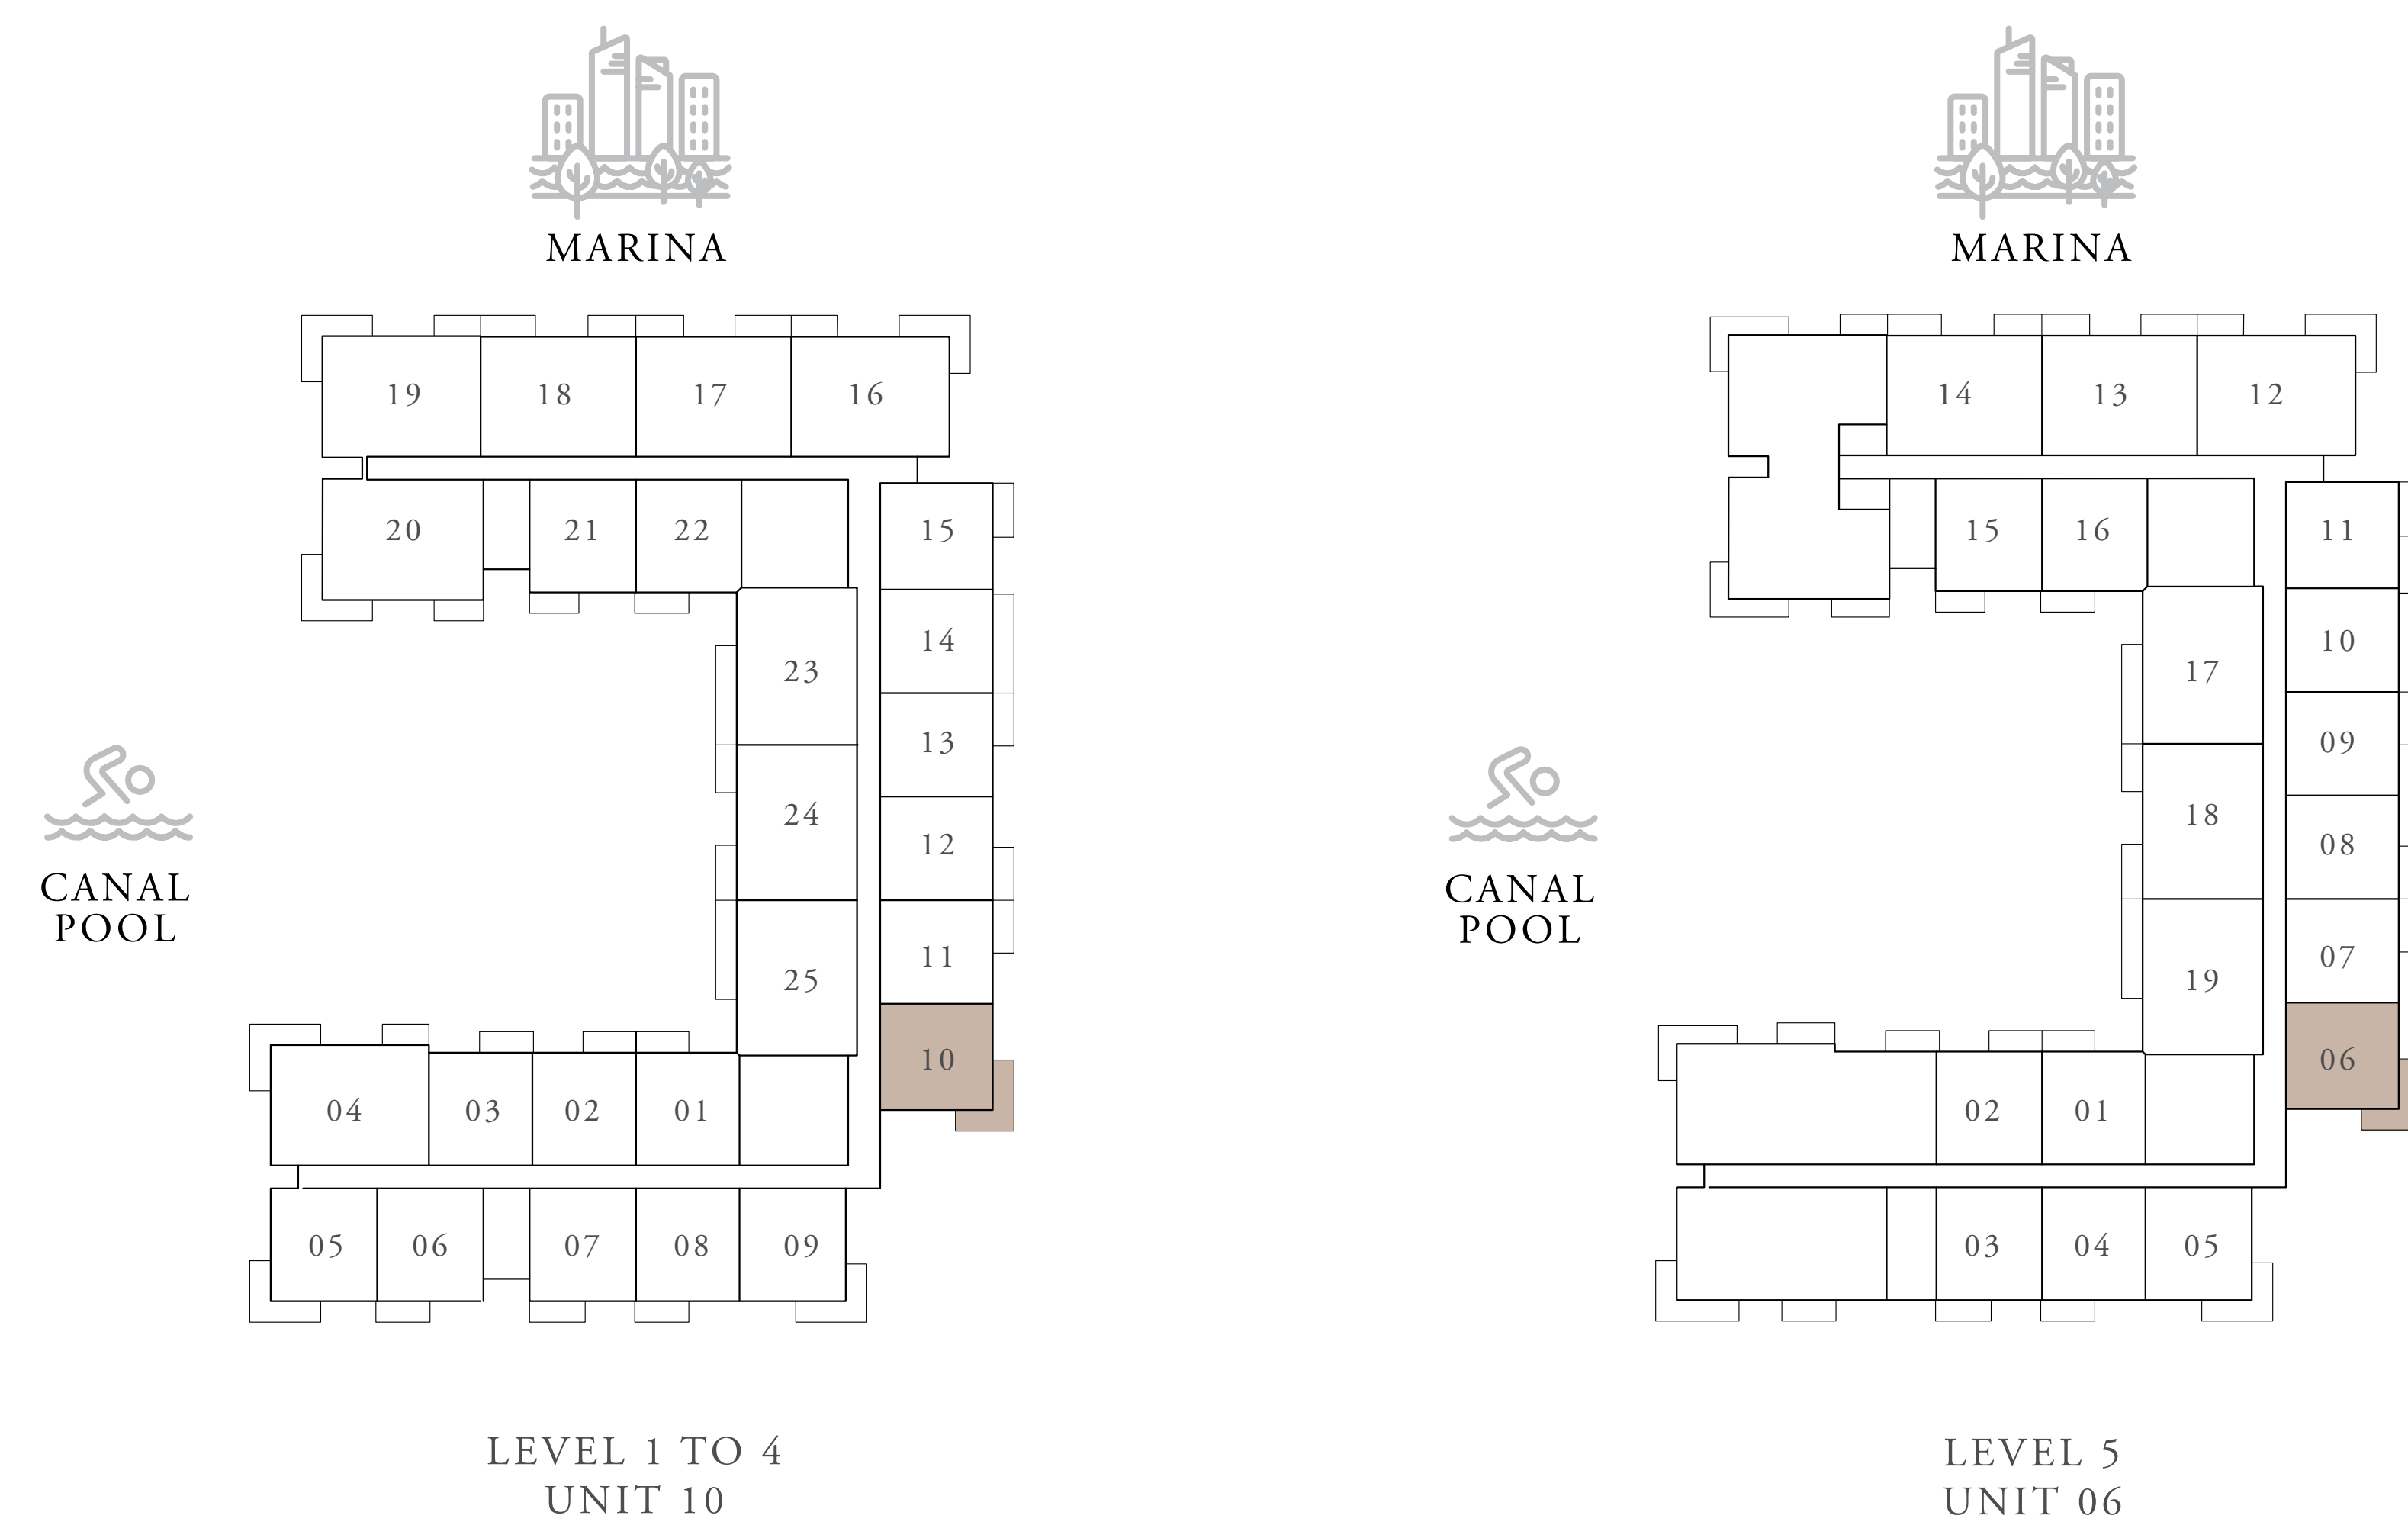 MARINA
19 18 17 16
20 21 22 15
14
23
13
24
12
25
11
10
04 03 02 01
05 06 07 08 09
CANAL
POOL
LEVEL 1 TO 4
UNIT 10
MARINA
14 13 12
15 16 11
10
17
09
18
08
19
07
06
02 01
03 04 05
CANAL
POOL
LEVEL 5
UNIT 06